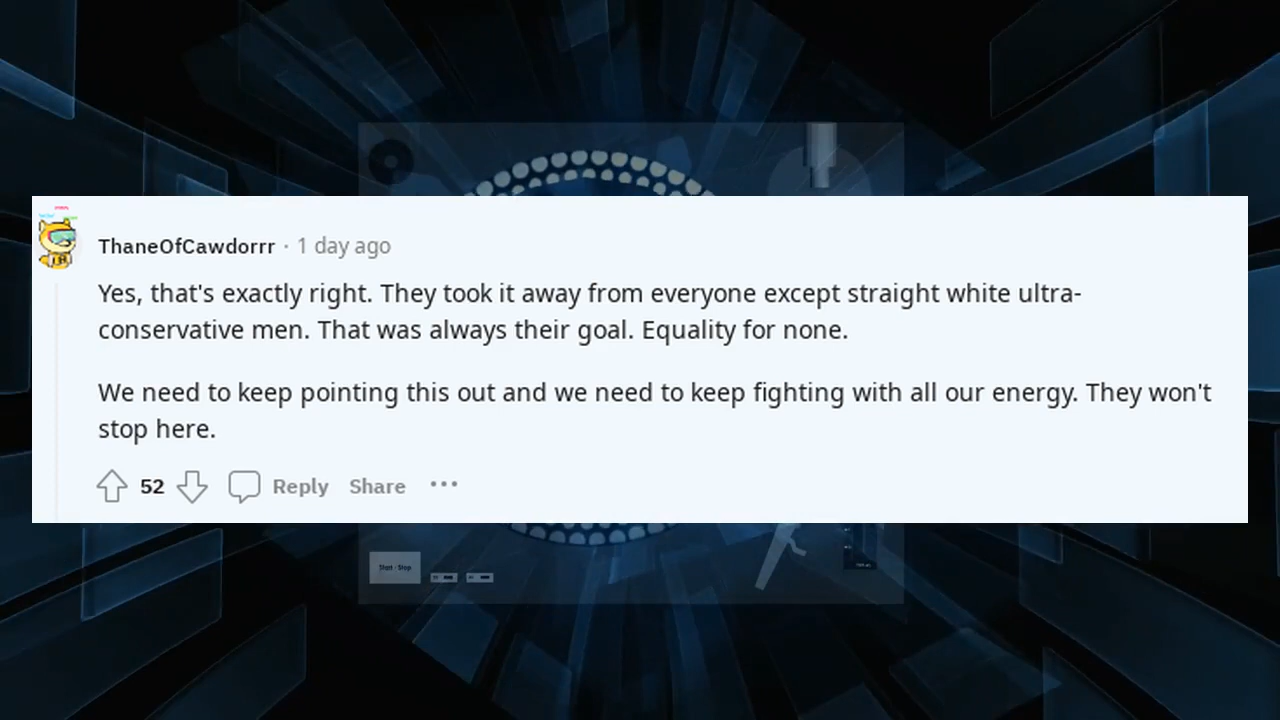 ThaneOfCawdorrr · 1 day ago
Yes, that's exactly right. They took it away from everyone except straight white ultra-
conservative men. That was always their goal. Equality for none.
We need to keep pointing this out and we need to keep fighting with all our energy. They won't
stop here.
52 Reply Share ···
Start - Stop